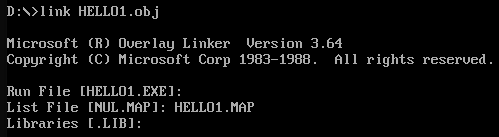 D:\>link HELLO1.obj
Microsoft (R) Overlay Linker  Version 3.64
Copyright (C) Microsoft Corp 1983-1988.  All rights reserved.
Run File [HELLO1.EXE]:
List File [NUL.MAP]: HELLO1.MAP
Libraries [.LIB]: